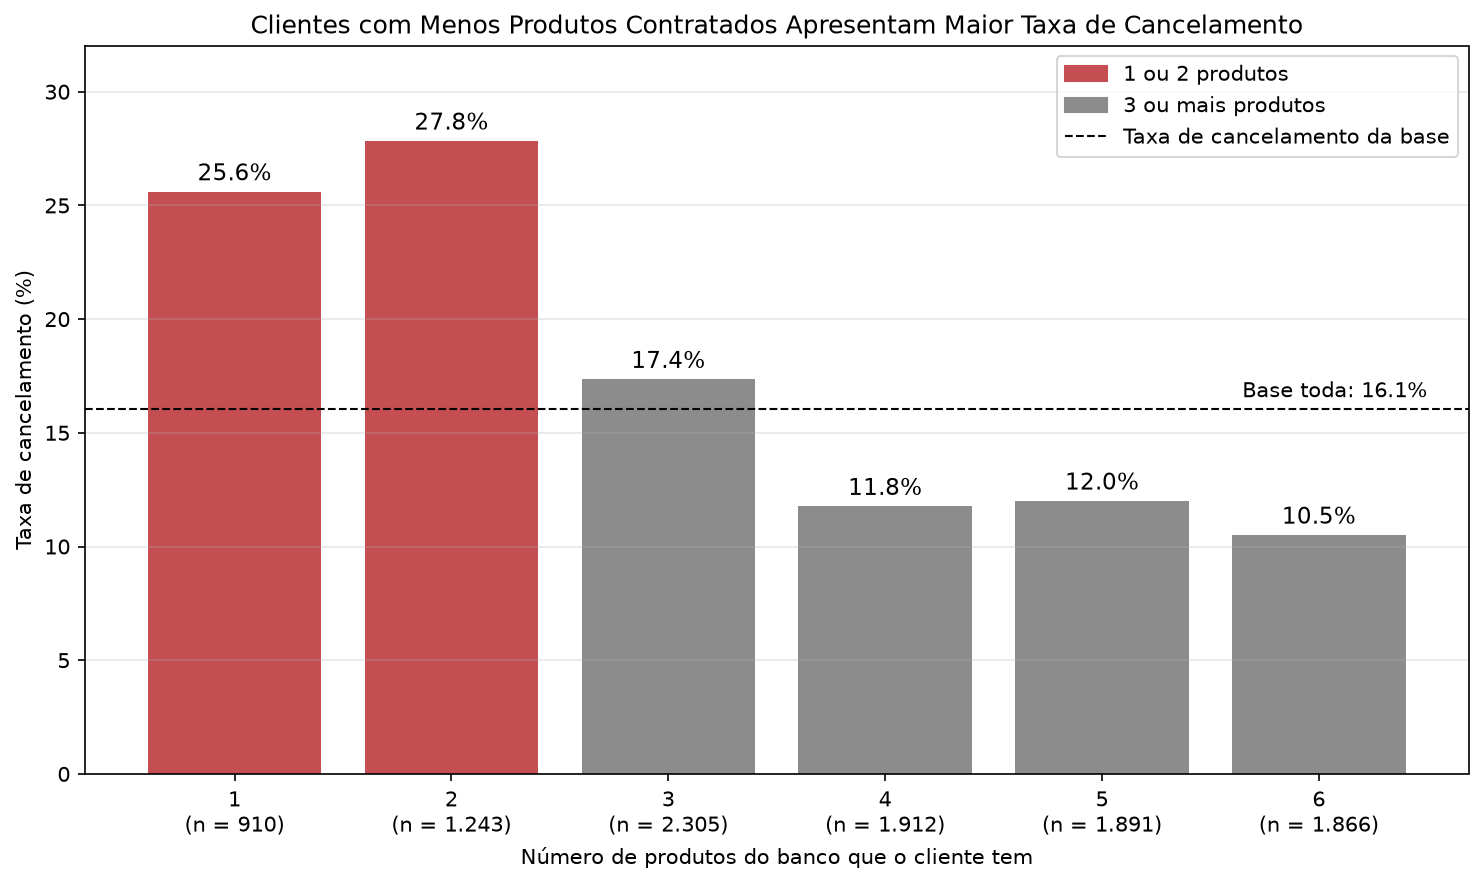 Clientes com Menos Produtos Contratados Apresentam Maior Taxa de Cancelamento
1 ou 2 produtos
3 ou mais produtos
Taxa de cancelamento da base
Taxa de cancelamento (%)
30
25
20
15
10
5
0
25.6%
27.8%
17.4%
11.8%
12.0%
10.5%
Base toda: 16.1%
1
(n = 910)
2
(n = 1.243)
3
(n = 2.305)
4
(n = 1.912)
5
(n = 1.891)
6
(n = 1.866)
Número de produtos do banco que o cliente tem